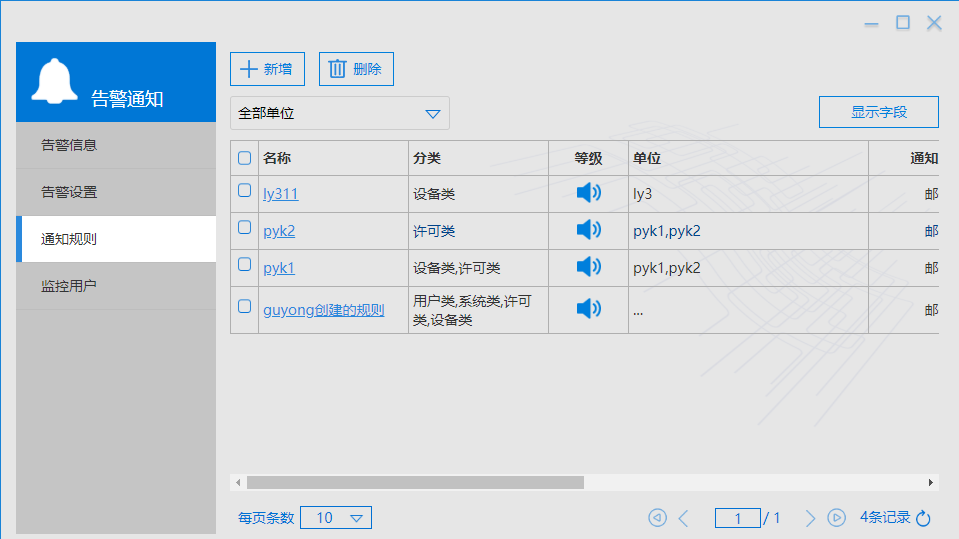 告警通知
告警信息
告警设置
通知规则
监控用户
新增
删除
全部单位
显示字段
名称 分类 等级 单位 通知
ly311 设备类 ly3 邮
pyk2 许可类 pyk1,pyk2 邮
pyk1 设备类,许可类 pyk1,pyk2 邮
guyong创建的规则 用户类,系统类,许可
类,设备类 ... 邮
每页条数 10 1 / 1 4条记录